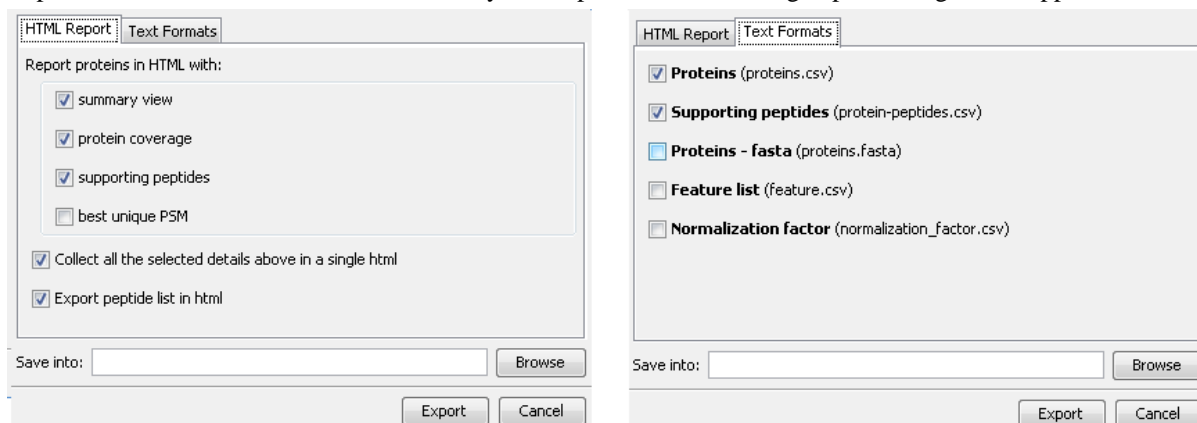 HTML Report Text Formats
Report proteins in HTML with:
summary view
protein coverage
supporting peptides
best unique PSM
Collect all the selected details above in a single html
Export peptide list in html
Save into: Browse
Export Cancel
HTML Report Text Formats
Proteins (proteins.csv)
Supporting peptides (protein-peptides.csv)
Proteins - fasta (proteins.fasta)
Feature list (feature.csv)
Normalization factor (normalization_factor.csv)
Save into: Browse
Export Cancel